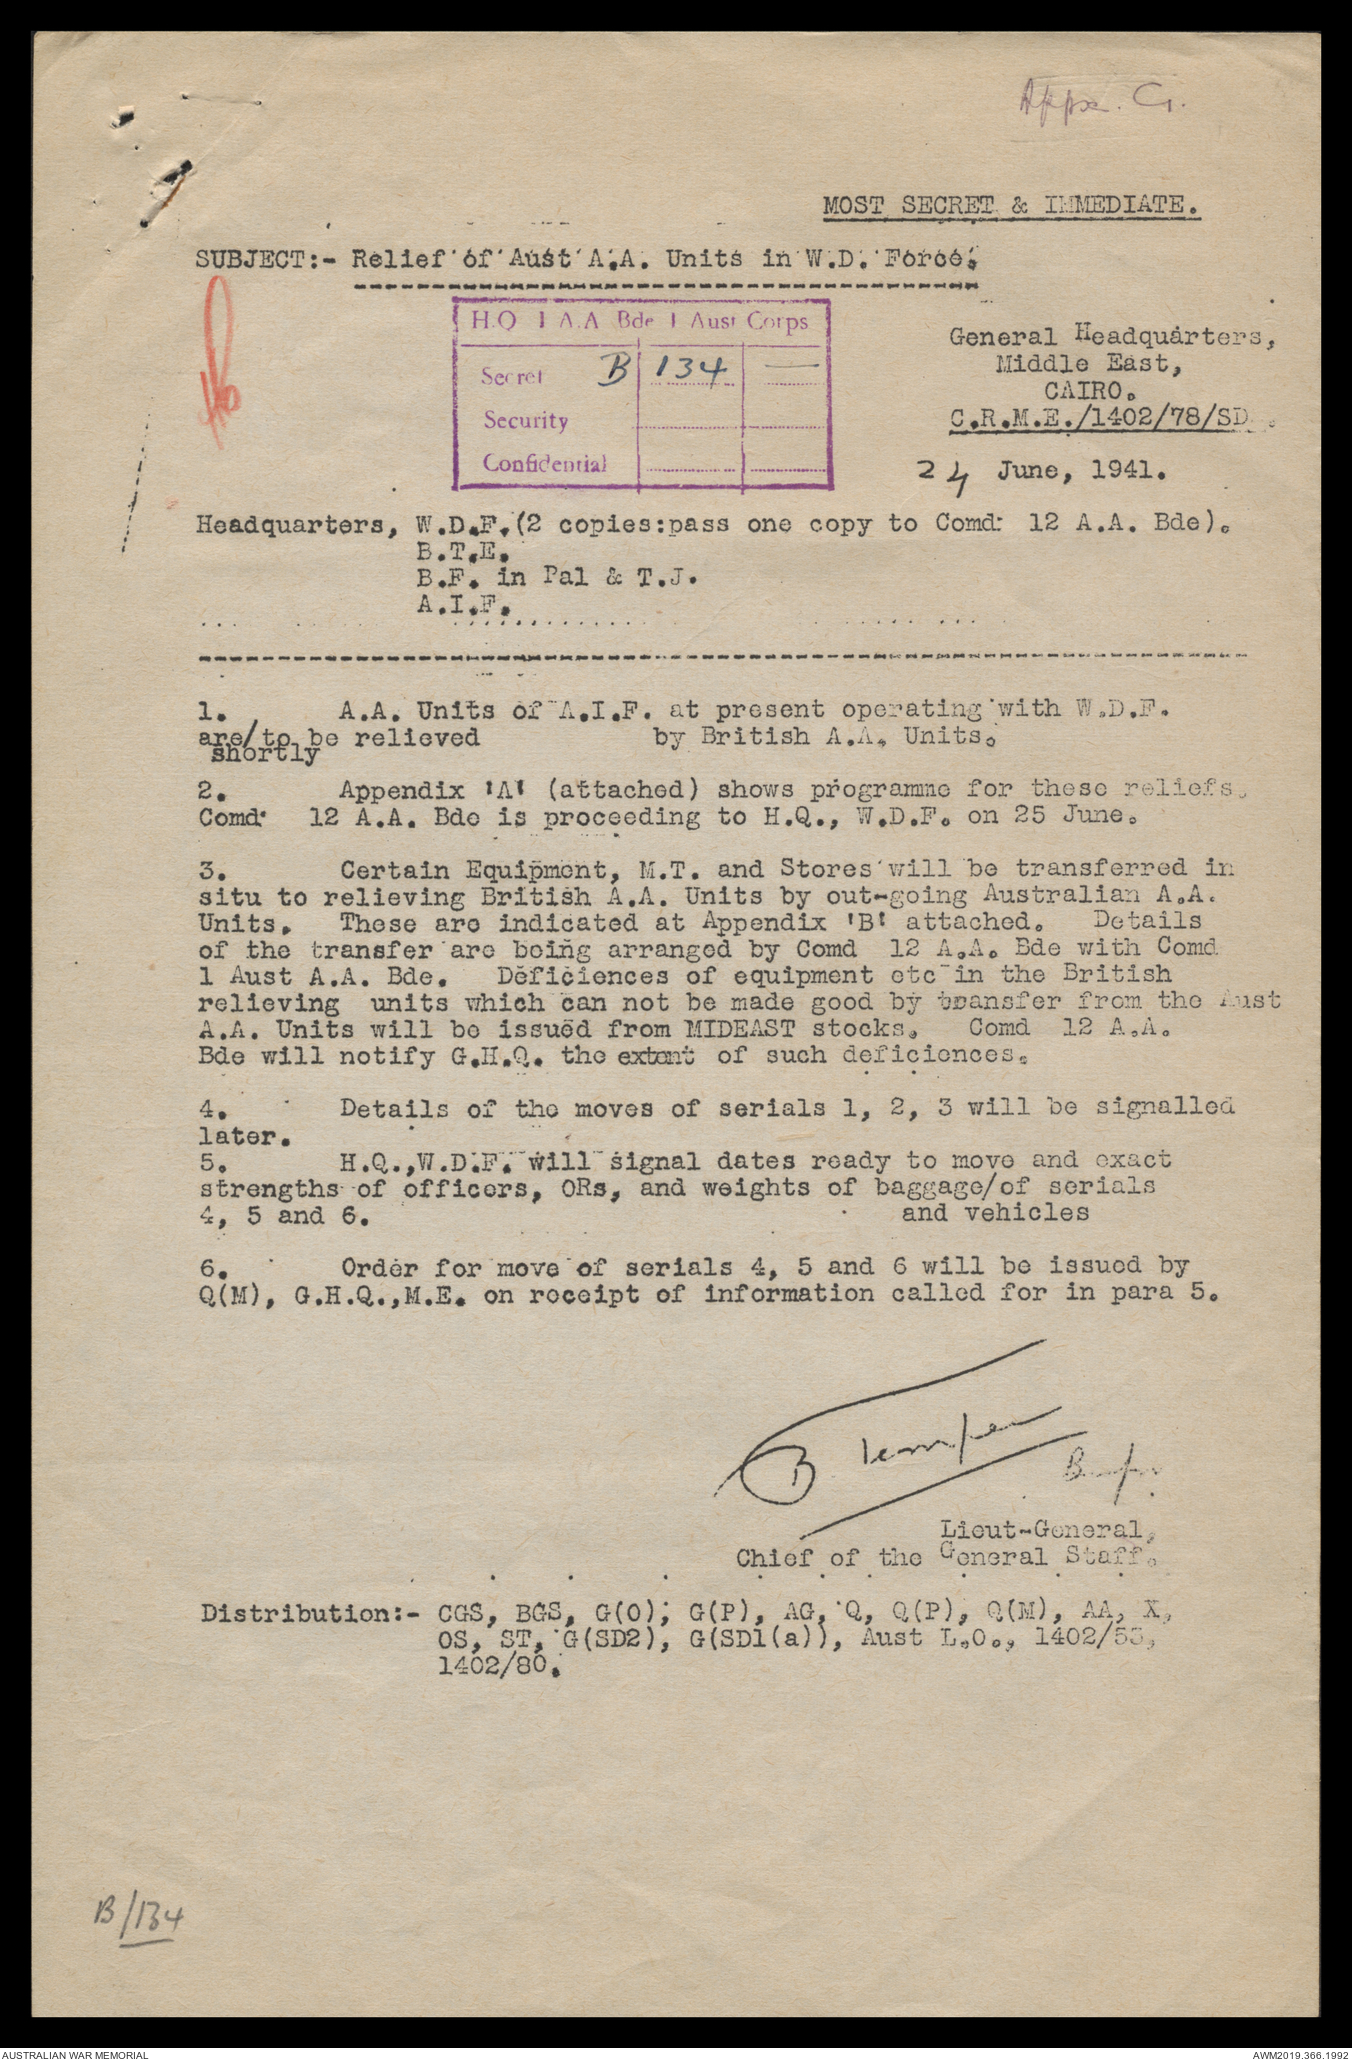 Appx. G.
MOST SECRET & IMMEDIATE.
SUBJECT:- Relief of Aust A.A. Units in W.D. Force.
H.Q 1 A.A Bde 1 Aust Corps
Secret B 134 —
Security
Confidential
General Headquarters,
Middle East,
CAIRO.
C.R.M.E./1402/78/SD.
24 June, 1941.
Headquarters, W.D.F.(2 copies:pass one copy to Comd: 12 A.A. Bde).
B.T.E.
B.F. in Pal & T.J.
A.I.F.
1. A.A. Units of A.I.F. at present operating with W.D.F.
are/to be relieved by British A.A. Units.
shortly
2. Appendix 'A' (attached) shows programme for these reliefs.
Comd. 12 A.A. Bde is proceeding to H.Q., W.D.F. on 25 June.
3. Certain Equipment, M.T. and Stores will be transferred in
situ to relieving British A.A. Units by out-going Australian A.A.
Units. These are indicated at Appendix 'B' attached. Details
of the transfer are being arranged by Comd 12 A.A. Bde with Comd
1 Aust A.A. Bde. Deficiences of equipment etc in the British
relieving units which can not be made good by transfer from the Aust
A.A. Units will be issued from MIDEAST stocks. Comd 12 A.A.
Bde will notify G.H.Q. the extent of such deficiences.
4. Details of the moves of serials 1, 2, 3 will be signalled
later.
5. H.Q.,W.D.F. will signal dates ready to move and exact
strengths of officers, ORs, and weights of baggage/of serials
4, 5 and 6. and vehicles
6. Order for move of serials 4, 5 and 6 will be issued by
Q(M), G.H.Q.,M.E. on receipt of information called for in para 5.
B
Lieut-General,
Chief of the General Staff.
Distribution:- CGS, BGS, G(O); G(P), AG, Q, Q(P), Q(M), AA, X,
OS, ST, G(SD2), G(SD1(a)), Aust L.O., 1402/53,
1402/80.
B/134
AUSTRALIAN WAR MEMORIAL
AWM2019.366.1992